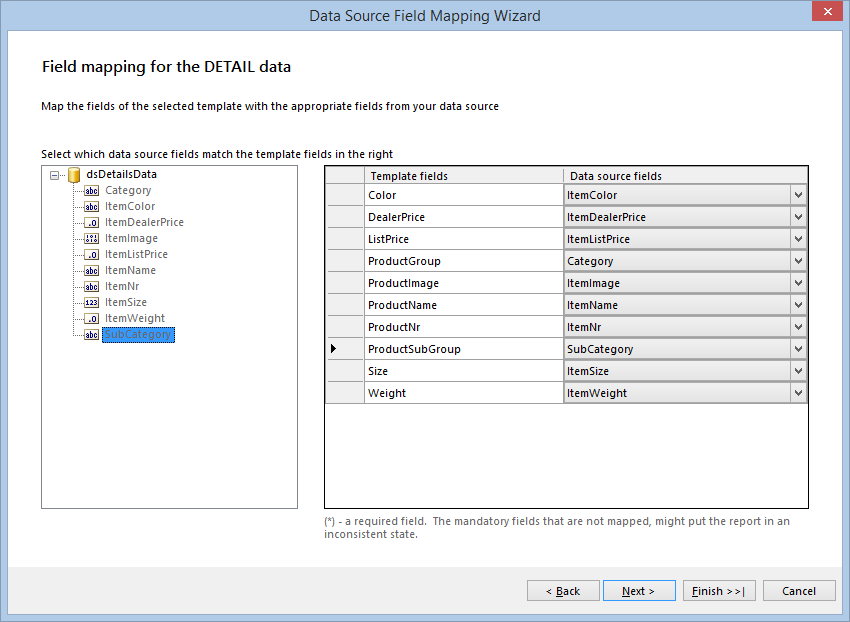 Data Source Field Mapping Wizard
Field mapping for the DETAIL data
Map the fields of the selected template with the appropriate fields from your data source
Select which data source fields match the template fields in the right
dsDetailsData
abc Category
abc ItemColor
.0 ItemDealerPrice
ItemImage
.0 ItemListPrice
abc ItemName
abc ItemNr
123 ItemSize
.0 ItemWeight
abc SubCategory
Template fields Data source fields
Color ItemColor
DealerPrice ItemDealerPrice
ListPrice ItemListPrice
ProductGroup Category
ProductImage ItemImage
ProductName ItemName
ProductNr ItemNr
ProductSubGroup SubCategory
Size ItemSize
Weight ItemWeight
(*) - a required field. The mandatory fields that are not mapped, might put the report in an
inconsistent state.
< Back Next > Finish >>| Cancel